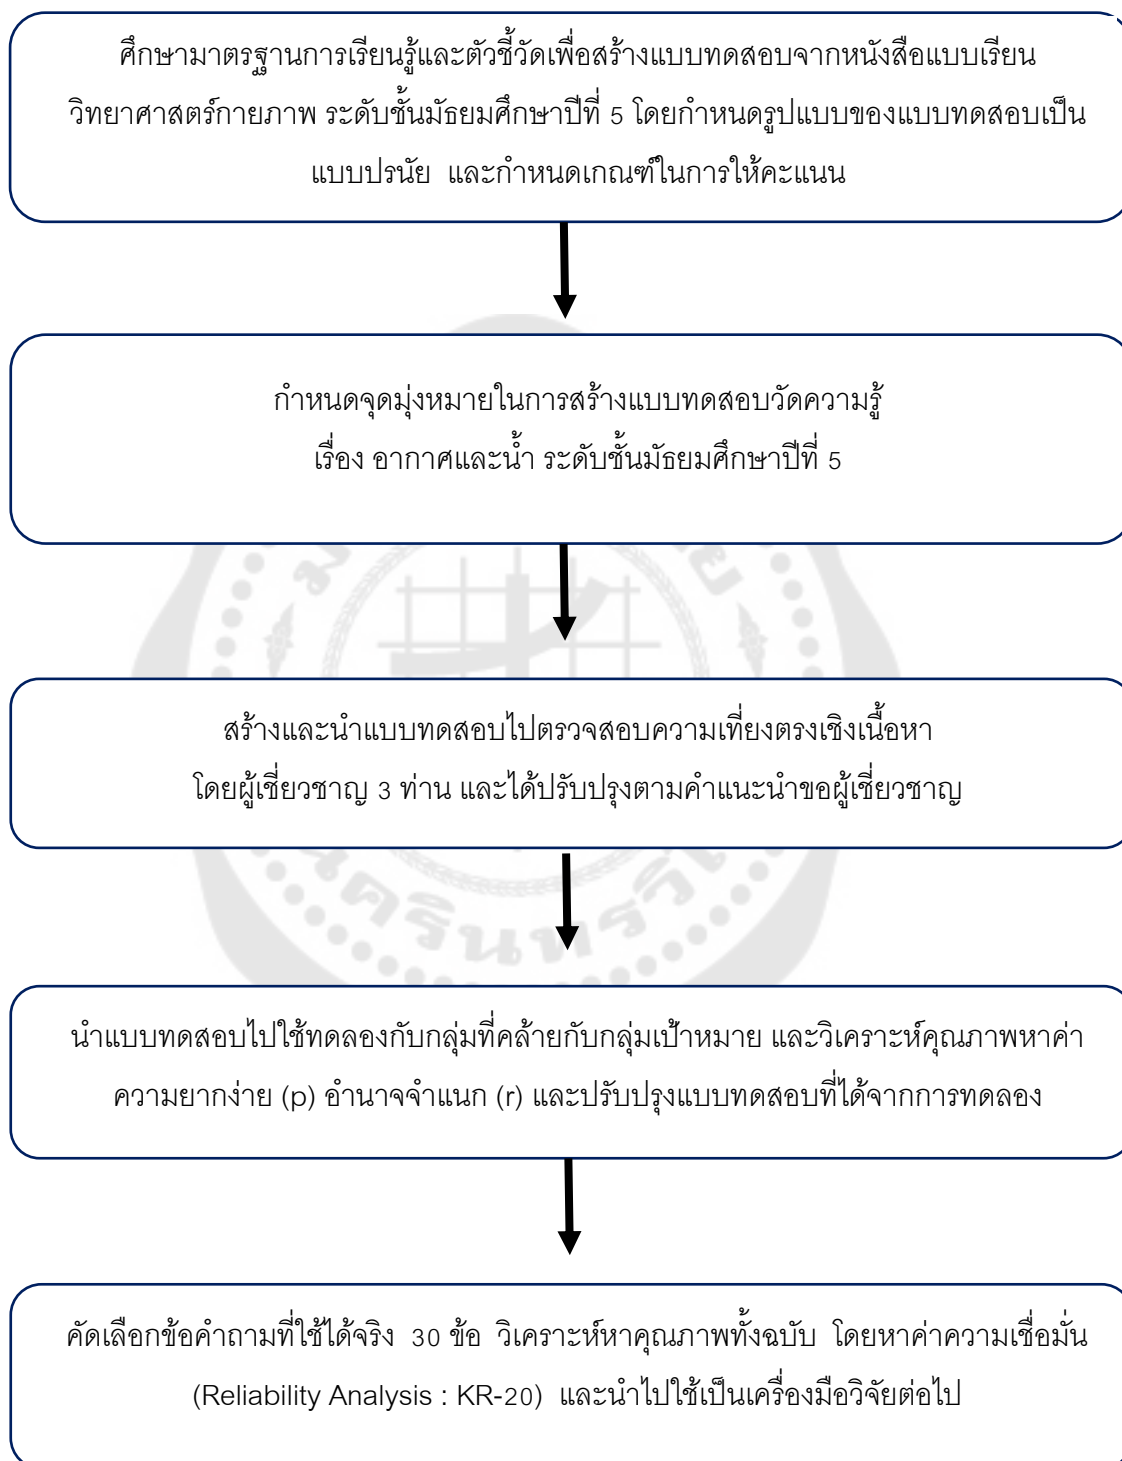 ศึกษามาตรฐานการเรียนรู้และตัวชี้วัดเพื่อสร้างแบบทดสอบจากหนังสือแบบเรียน
วิทยาศาสตร์กายภาพ ระดับชั้นมัธยมศึกษาปีที่ 5 โดยกำหนดรูปแบบของแบบทดสอบเป็น
แบบปรนัย และกำหนดเกณฑ์ในการให้คะแนน
กำหนดจุดมุ่งหมายในการสร้างแบบทดสอบวัดความรู้
เรื่อง อากาศและน้ำ ระดับชั้นมัธยมศึกษาปีที่ 5
สร้างและนำแบบทดสอบไปตรวจสอบความเที่ยงตรงเชิงเนื้อหา
โดยผู้เชี่ยวชาญ 3 ท่าน และได้ปรับปรุงตามคำแนะนำขอผู้เชี่ยวชาญ
นำแบบทดสอบไปใช้ทดลองกับกลุ่มที่คล้ายกับกลุ่มเป้าหมาย และวิเคราะห์คุณภาพหาค่า
ความยากง่าย (p) อำนาจจำแนก (r) และปรับปรุงแบบทดสอบที่ได้จากการทดลอง
คัดเลือกข้อคำถามที่ใช้ได้จริง 30 ข้อ วิเคราะห์หาคุณภาพทั้งฉบับ โดยหาค่าความเชื่อมั่น
(Reliability Analysis : KR-20) และนำไปใช้เป็นเครื่องมือวิจัยต่อไป